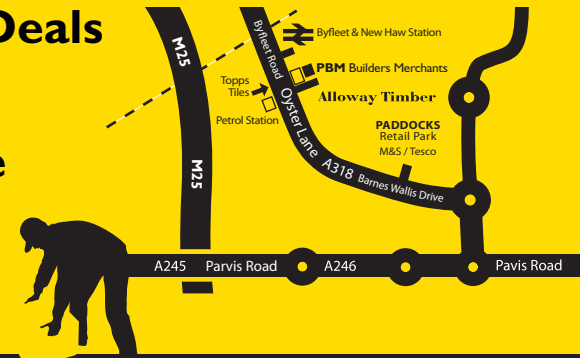 Deals
M25
Byfleet Road
Byfleet & New Haw Station
PBM Builders Merchants
Topps
Tiles
Alloway Timber
Petrol Station
Oyster Lane
PADDOCKS
Retail Park
M&S / Tesco
e
M25
A318 Barnes Wallis Drive
A245 Parvis Road
A246
Pavis Road